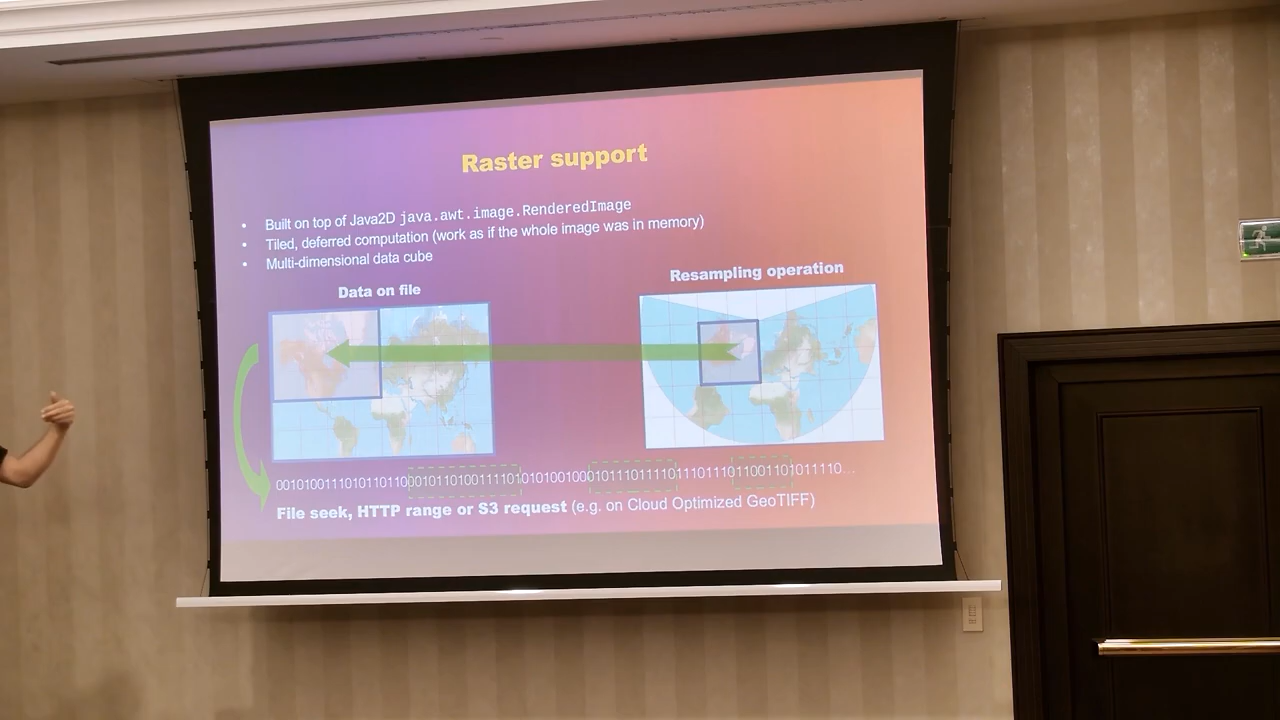 Raster support
• Built on top of Java2D java.awt.image.RenderedImage
• Tiled, deferred computation (work as if the whole image was in memory)
• Multi-dimensional data cube
Data on file
Resampling operation
001010011101011011000101101001111010101001000101110111101110111011001101011110...
File seek, HTTP range or S3 request (e.g. on Cloud Optimized GeoTIFF)